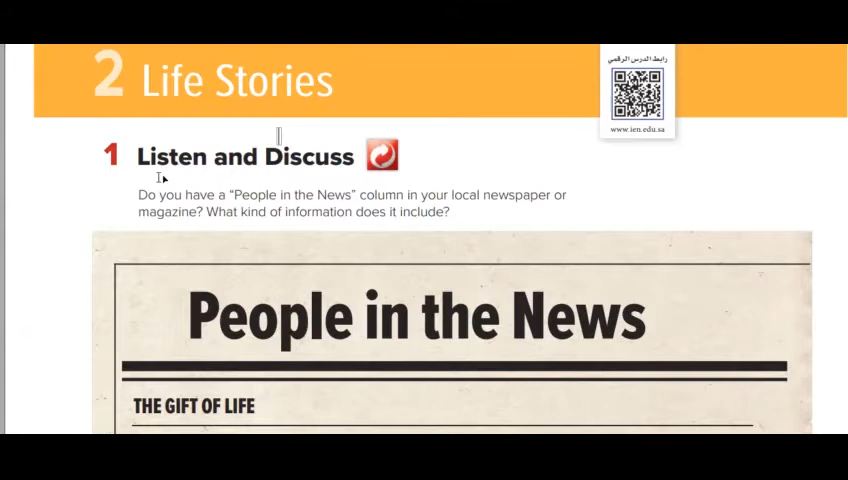 2 Life Stories
رابط الدرس الرقمي
www.ien.edu.sa
1 Listen and Discuss
Do you have a “People in the News” column in your local newspaper or
magazine? What kind of information does it include?
People in the News
THE GIFT OF LIFE